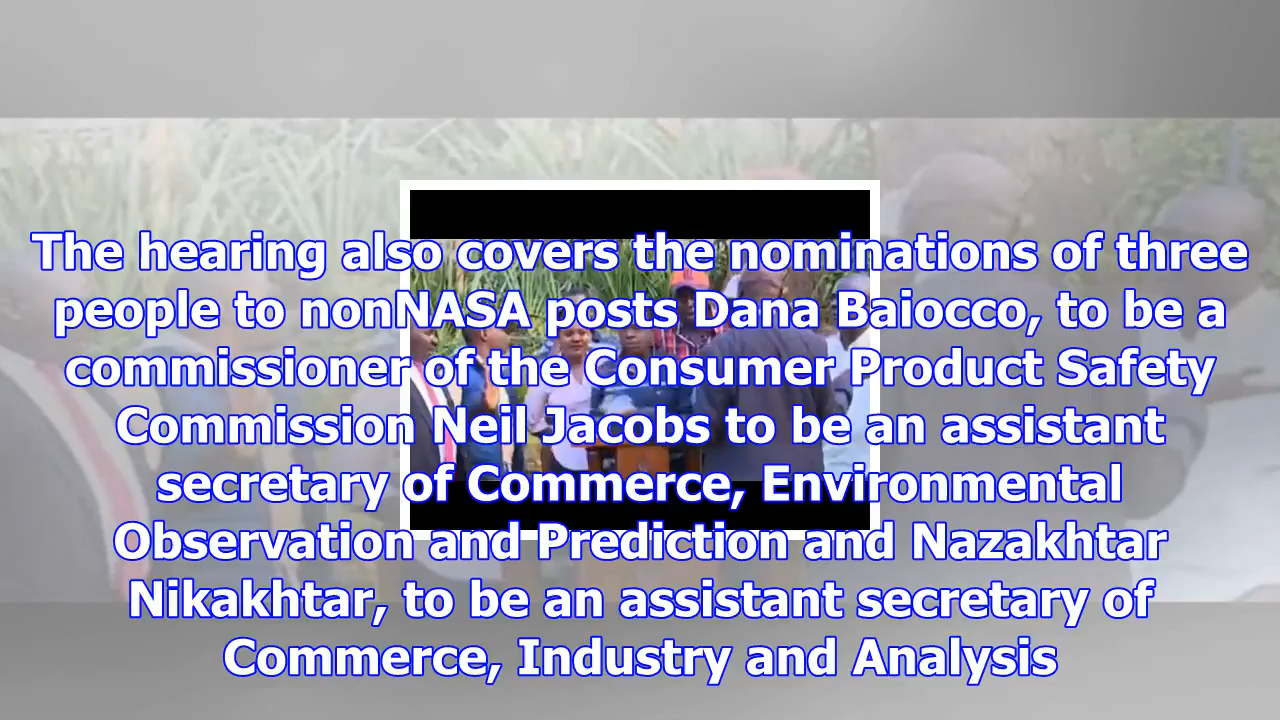 The hearing also covers the nominations of three
people to nonNASA posts Dana Baiocco, to be a
commissioner of the Consumer Product Safety
Commission Neil Jacobs to be an assistant
secretary of Commerce, Environmental
Observation and Prediction and Nazakhtar
Nikakhtar, to be an assistant secretary of
Commerce, Industry and Analysis